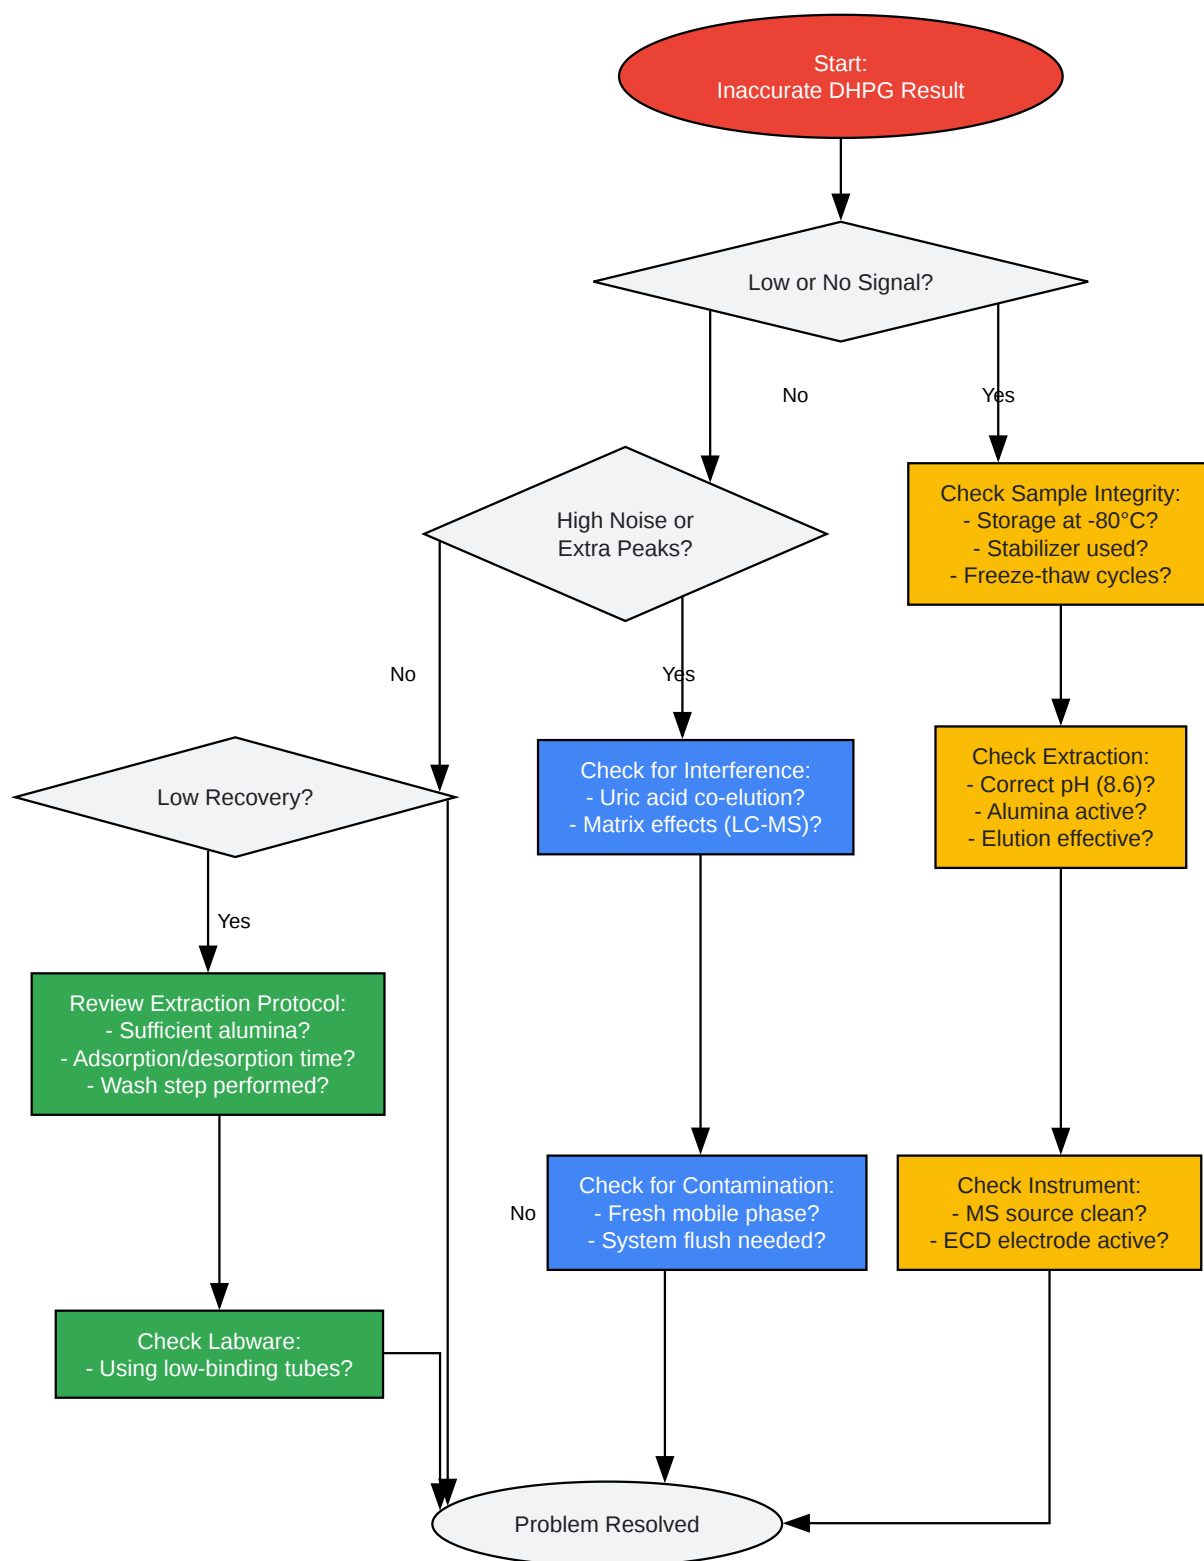 Start:
Inaccurate DHPG Result
Low or No Signal?
No
Yes
High Noise or
Extra Peaks?
Check Sample Integrity:
- Storage at -80°C?
- Stabilizer used?
- Freeze-thaw cycles?
No
Yes
Low Recovery?
Check for Interference:
- Uric acid co-elution?
- Matrix effects (LC-MS)?
Check Extraction:
- Correct pH (8.6)?
- Alumina active?
- Elution effective?
Yes
Review Extraction Protocol:
- Sufficient alumina?
- Adsorption/desorption time?
- Wash step performed?
No
Check for Contamination:
- Fresh mobile phase?
- System flush needed?
Check Instrument:
- MS source clean?
- ECD electrode active?
Check Labware:
- Using low-binding tubes?
Problem Resolved